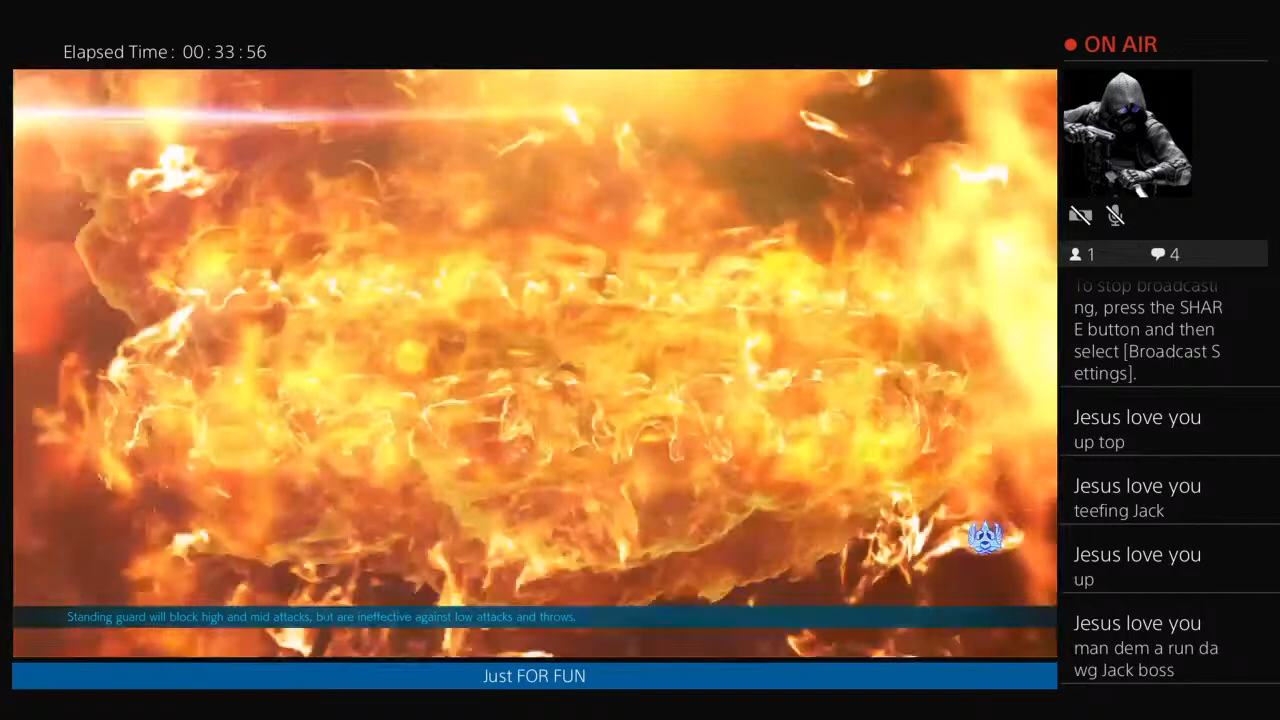 Elapsed Time: 00:33:56
ON AIR
1
4
To stop broadcasti
ng, press the SHAR
E button and then
select [Broadcast S
ettings].
Jesus love you
up top
Jesus love you
teefing Jack
Jesus love you
up
Jesus love you
man dem a run da
wg Jack boss
Standing guard will block high and mid attacks, but are ineffective against low attacks and throws.
Just FOR FUN